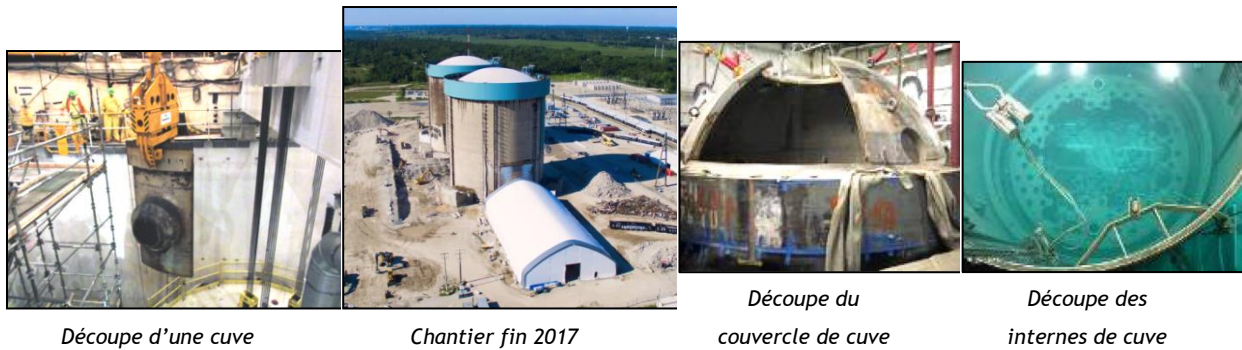 Découpe d’une cuve
Chantier fin 2017
Découpe du
couvercle de cuve
Découpe des
internes de cuve